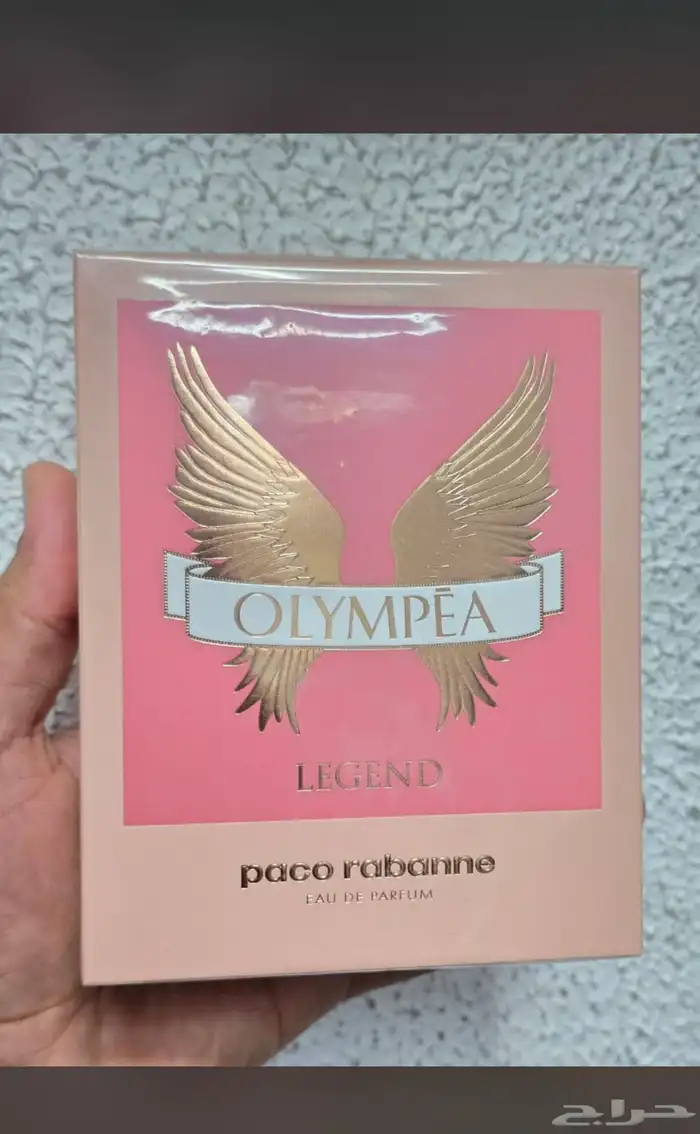 OLYMPĒA
LEGEND
paco rabanne
EAU DE PARFUM
حراج